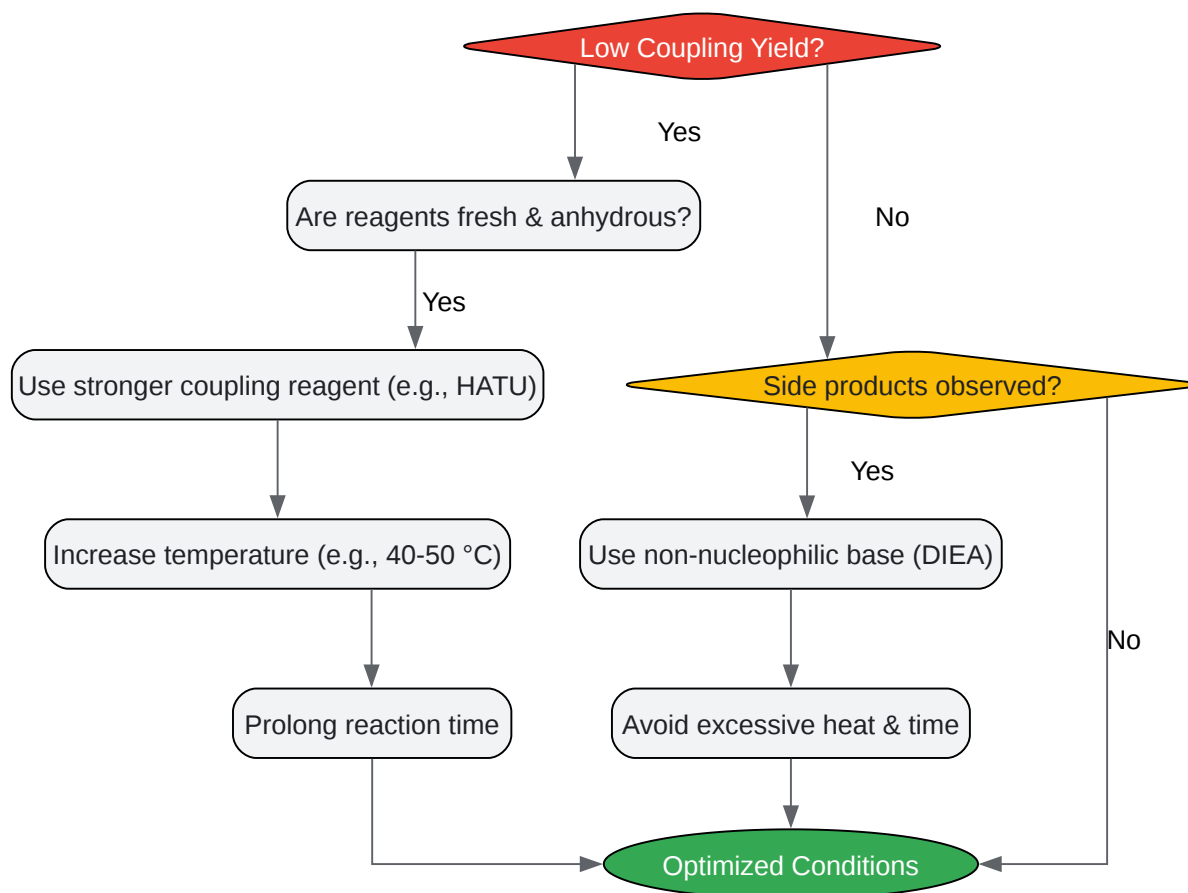 Low Coupling Yield?
Yes
Are reagents fresh & anhydrous?
No
Yes
Use stronger coupling reagent (e.g., HATU)
Side products observed?
Yes
Increase temperature (e.g., 40-50 °C)
Use non-nucleophilic base (DIEA)
No
Prolong reaction time
Avoid excessive heat & time
Optimized Conditions